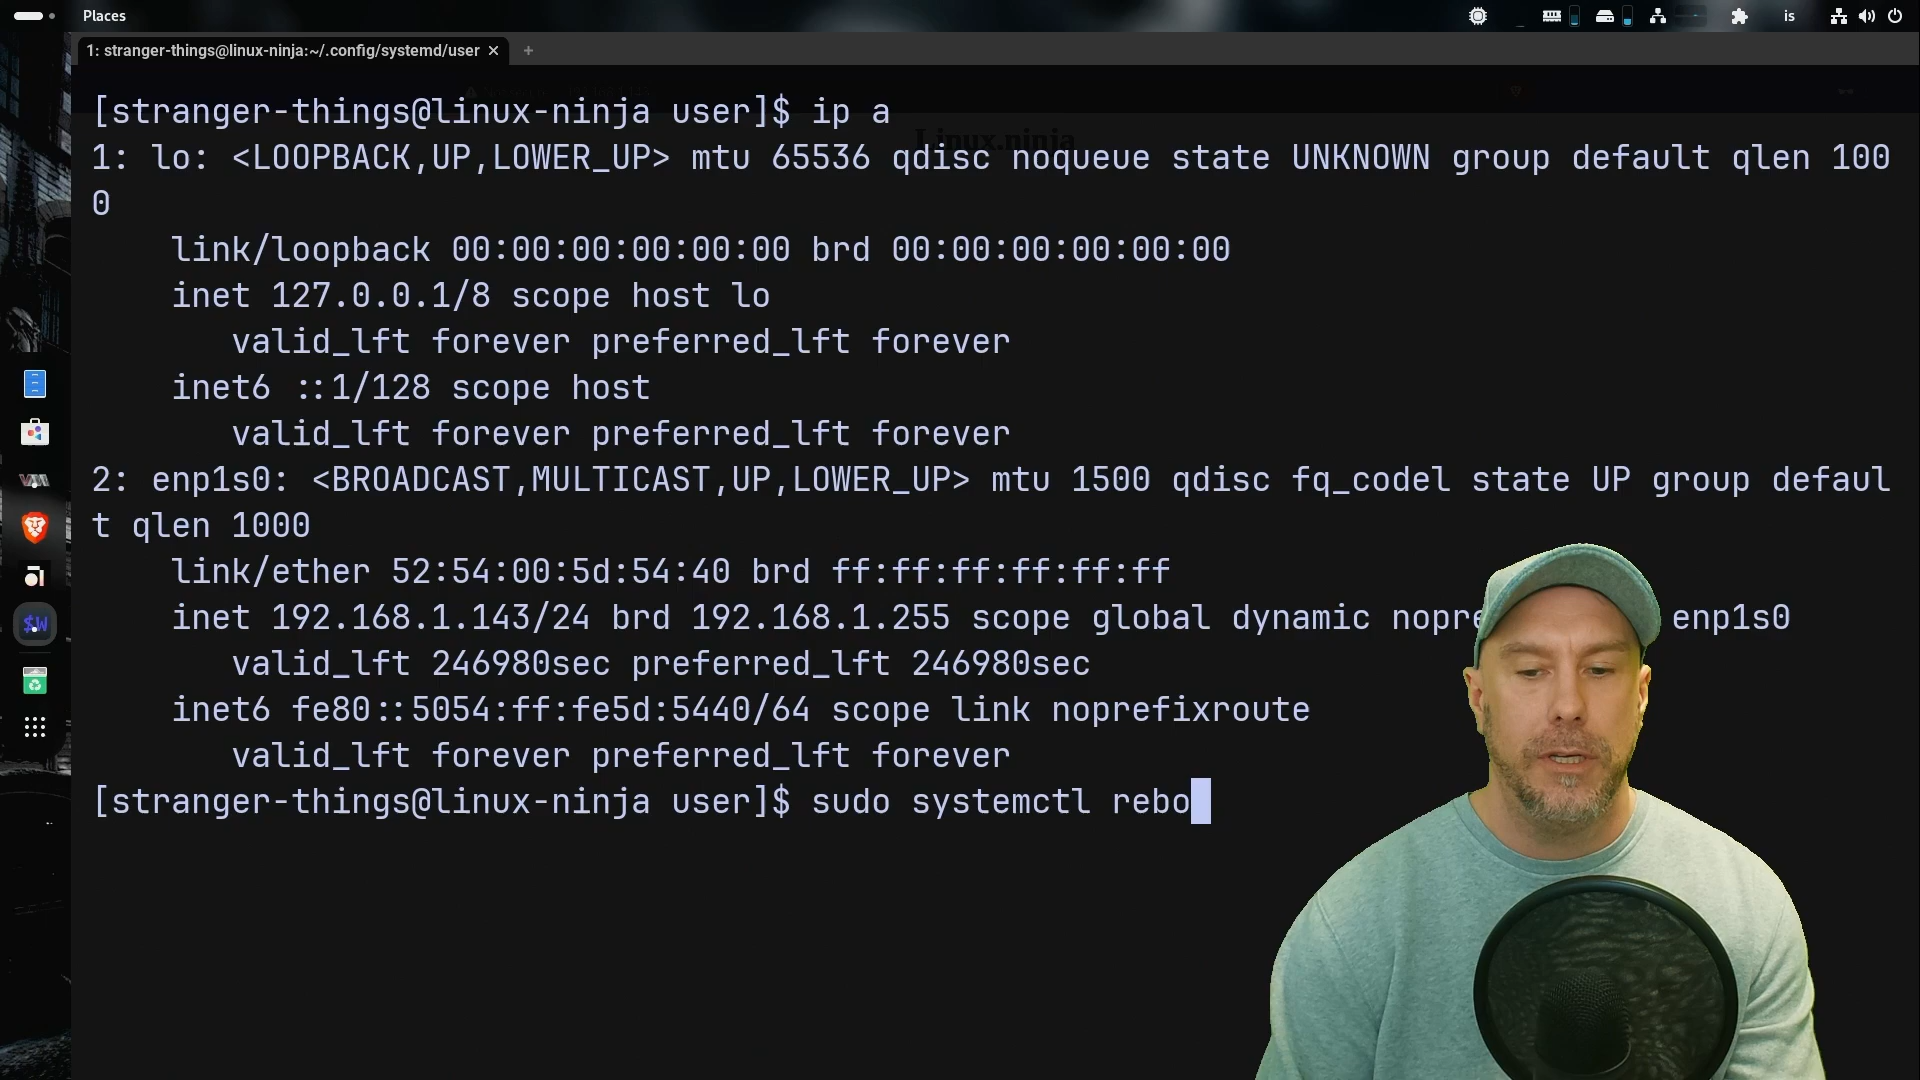 Places
is
1: stranger-things@linux-ninja:~/.config/systemd/user
[stranger-things@linux-ninja user]$ ip a
Linux.ninja
1: lo: <LOOPBACK,UP,LOWER_UP> mtu 65536 qdisc noqueue state UNKNOWN group default qlen 100
0
link/loopback 00:00:00:00:00:00 brd 00:00:00:00:00:00
inet 127.0.0.1/8 scope host lo
valid_lft forever preferred_lft forever
inet6 ::1/128 scope host
valid_lft forever preferred_lft forever
2: enp1s0: <BROADCAST,MULTICAST,UP,LOWER_UP> mtu 1500 qdisc fq_codel state UP group defaul
t qlen 1000
link/ether 52:54:00:5d:54:40 brd ff:ff:ff:ff:ff:ff
inet 192.168.1.143/24 brd 192.168.1.255 scope global dynamic nopre enp1s0
valid_lft 246980sec preferred_lft 246980sec
inet6 fe80::5054:ff:fe5d:5440/64 scope link noprefixroute
valid_lft forever preferred_lft forever
[stranger-things@linux-ninja user]$ sudo systemctl rebo
$W